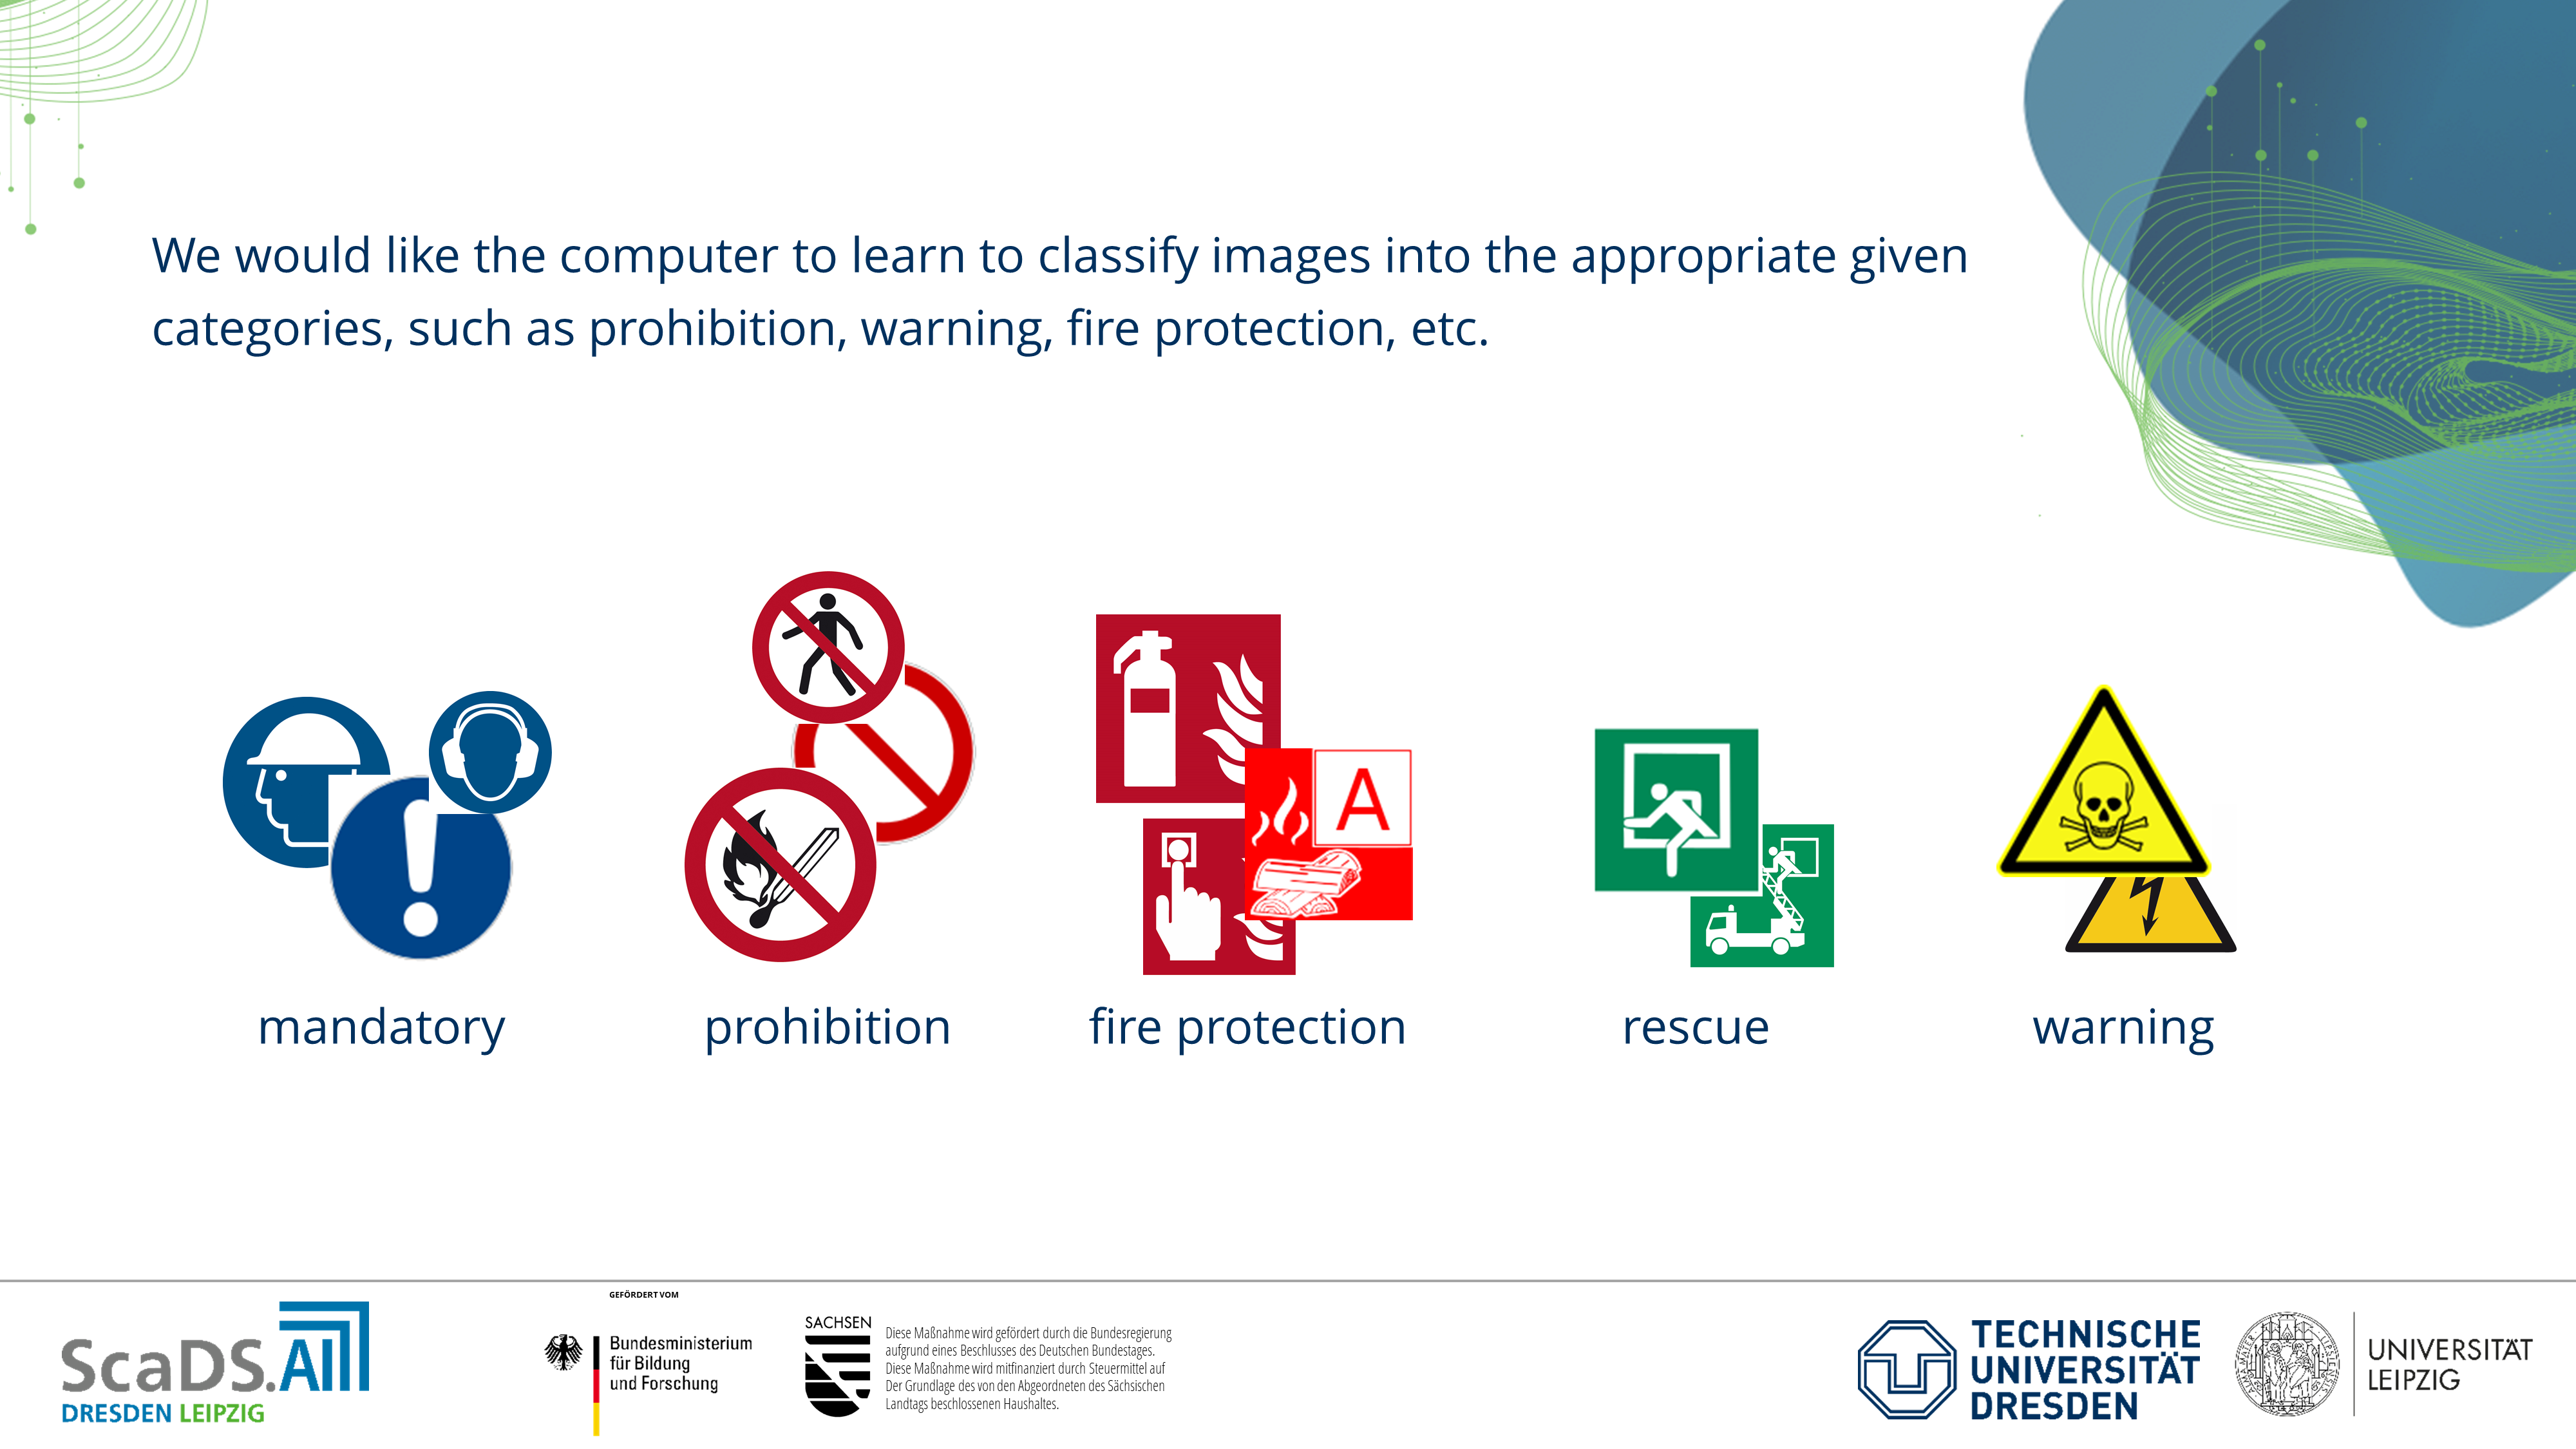 We would like the computer to learn to classify images into the appropriate given
categories, such as prohibition, warning, fire protection, etc.
A
mandatory
prohibition
fire protection
rescue
warning
ScaDS.AI
DRESDEN LEIPZIG
GEFÖRDERT VOM
Bundesministerium
für Bildung
und Forschung
SACHSEN
Diese Maßnahme wird gefördert durch die Bundesregierung
aufgrund eines Beschlusses des Deutschen Bundestages.
Diese Maßnahme wird mitfinanziert durch Steuermittel auf
Der Grundlage des von den Abgeordneten des Sächsischen
Landtags beschlossenen Haushaltes.
TECHNISCHE
UNIVERSITÄT
DRESDEN
UNIVERSITÄT
LEIPZIG